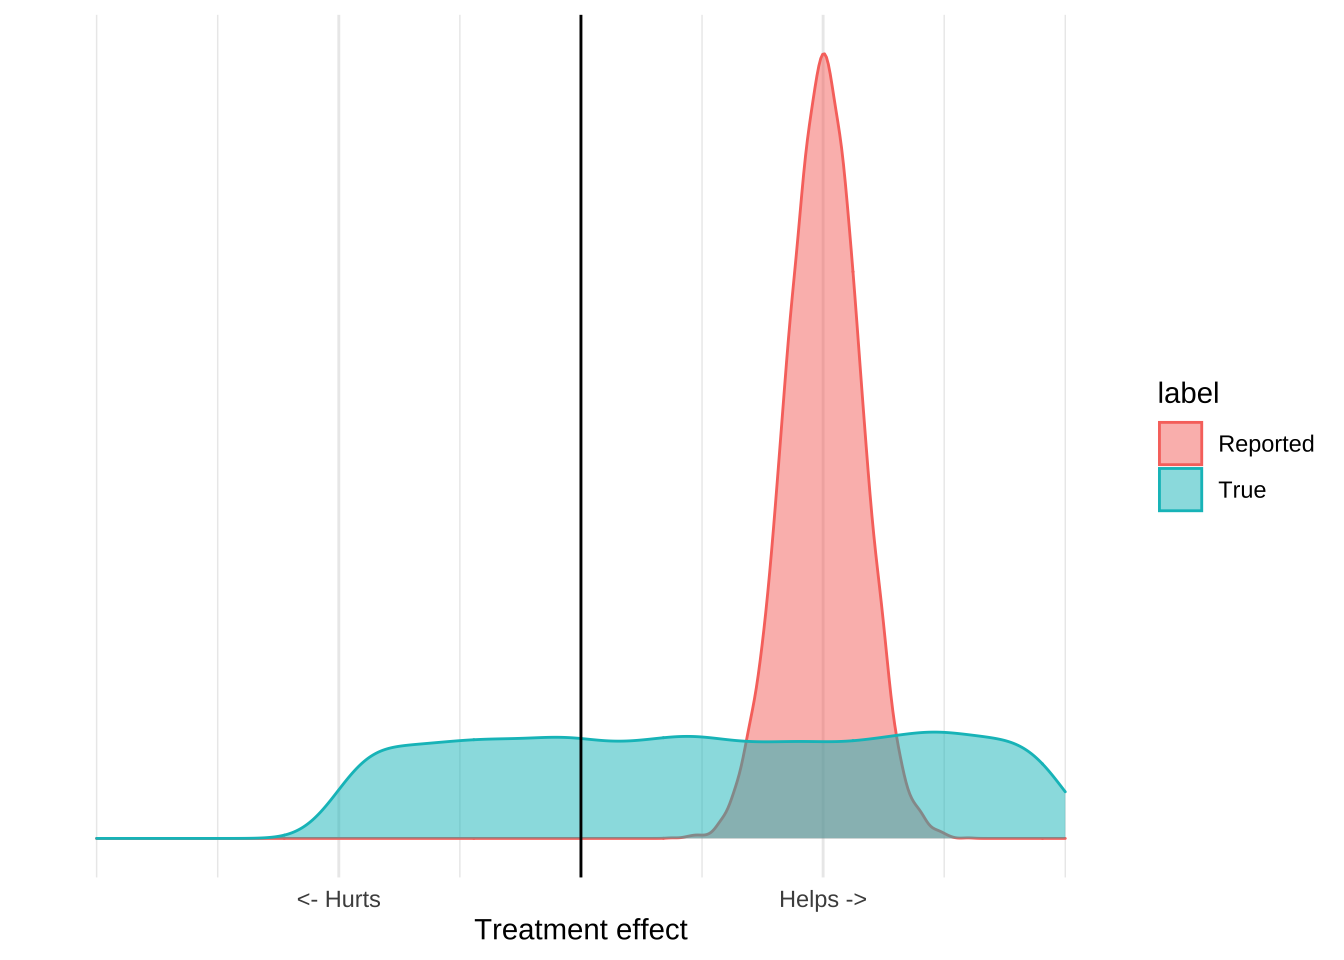 label
Reported
True
<- Hurts
Helps ->
Treatment effect